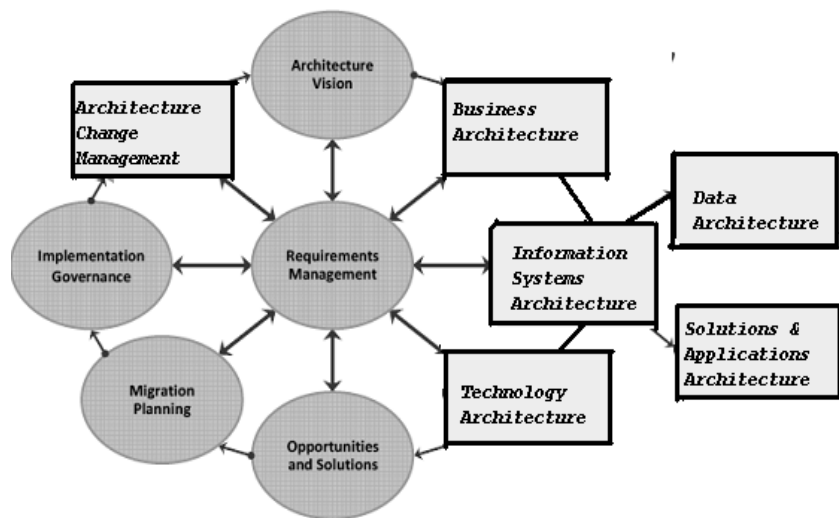 Architecture
Vision
Architecture
Change
Management
Business
Architecture
Data
Architecture
Implementation
Governance
Requirements
Management
Information
Systems
Architecture
Solutions &
Applications
Architecture
Migration
Planning
Technology
Architecture
Opportunities
and Solutions